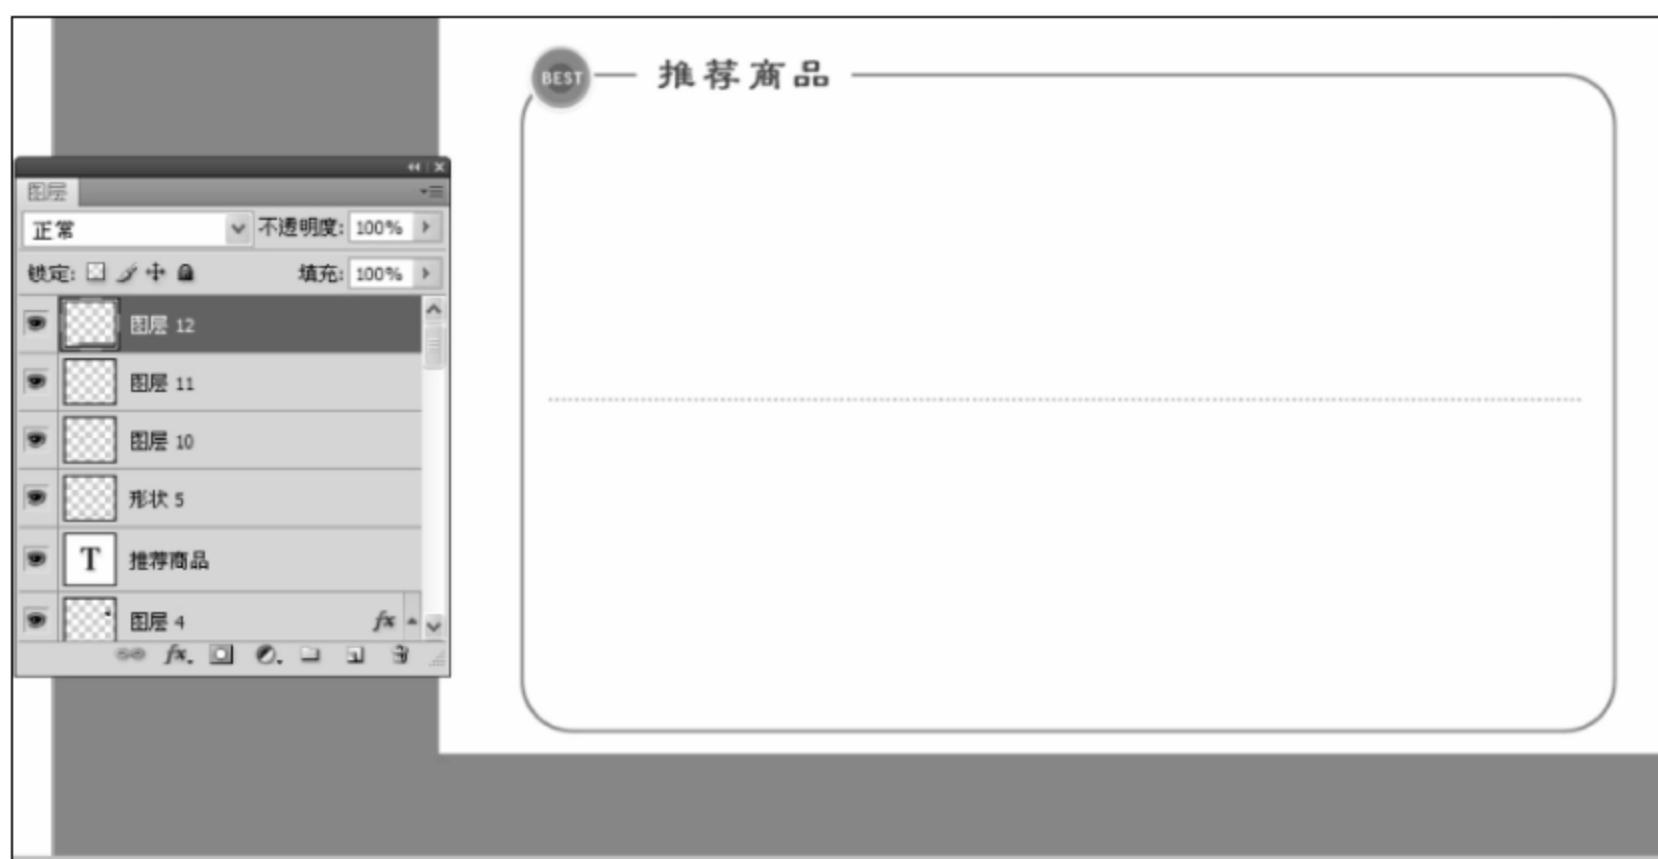 BEST 推荐商品
图层
正常 不透明度: 100%
锁定: 填充: 100%
图层 12
图层 11
图层 10
形状 5
T 推荐商品
图层 4 fx
fx.